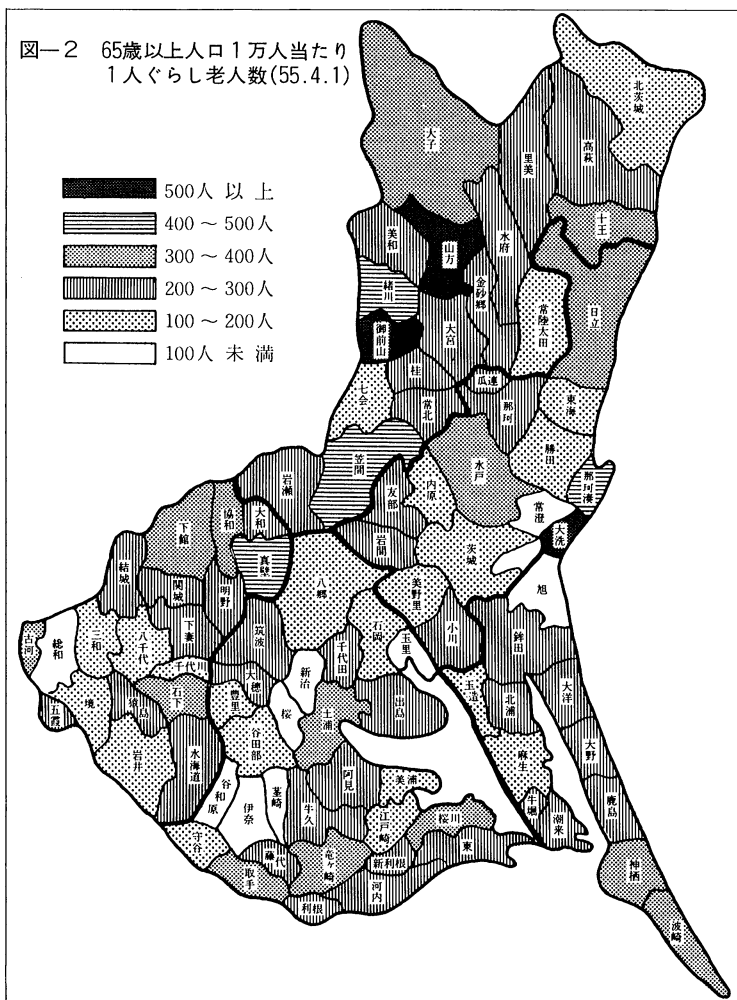 図―2 65歳以上人口1万人当たり
1人ぐらし老人数(55.4.1)
500人 以 上
400〜500人
300〜400人
200〜300人
100〜200人
100人 未 満
北茨城
大子
里美
高萩
十王
美和
山方
水府
金砂郷
緒川
常陸太田
日立
御前山
大宮
桂
瓜連
七会
常北
那珂
東海
勝田
笠間
水戸
那珂湊
岩瀬
友部
内原
常澄
大洗
下館
協和
大和
岩間
茨城
真壁
結城
関城
明野
八郷
美野里
旭
下妻
筑波
石岡
小川
鉾田
古河
総和
三和
八千代
千代川
大穂
新治
千代田
玉里
玉造
北浦
大洋
五霞
境
猿島
石下
豊里
桜
土浦
出島
岩井
水海道
谷田部
麻生
大野
谷和原
伊奈
茎崎
牛久
阿見
美浦
江戸崎
桜川
牛堀
潮来
鹿島
守谷
取手
藤代
竜ヶ崎
新利根
東
利根
河内
神栖
波崎